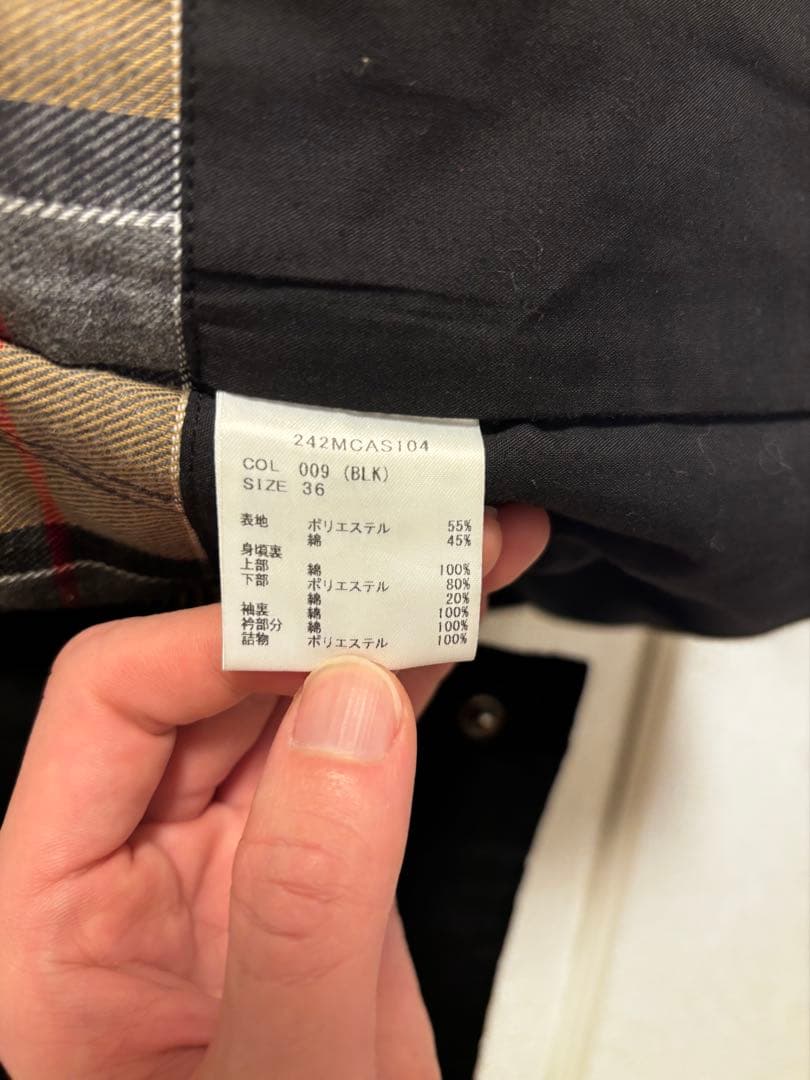 242MCAS104
COL 009 (BLK)
SIZE 36
表地 ポリエステル 55%
綿 45%
身頃裏
上部 綿 100%
下部 ポリエステル 80%
綿 20%
袖裏 綿 100%
衿部分 綿 100%
詰物 ポリエステル 100%